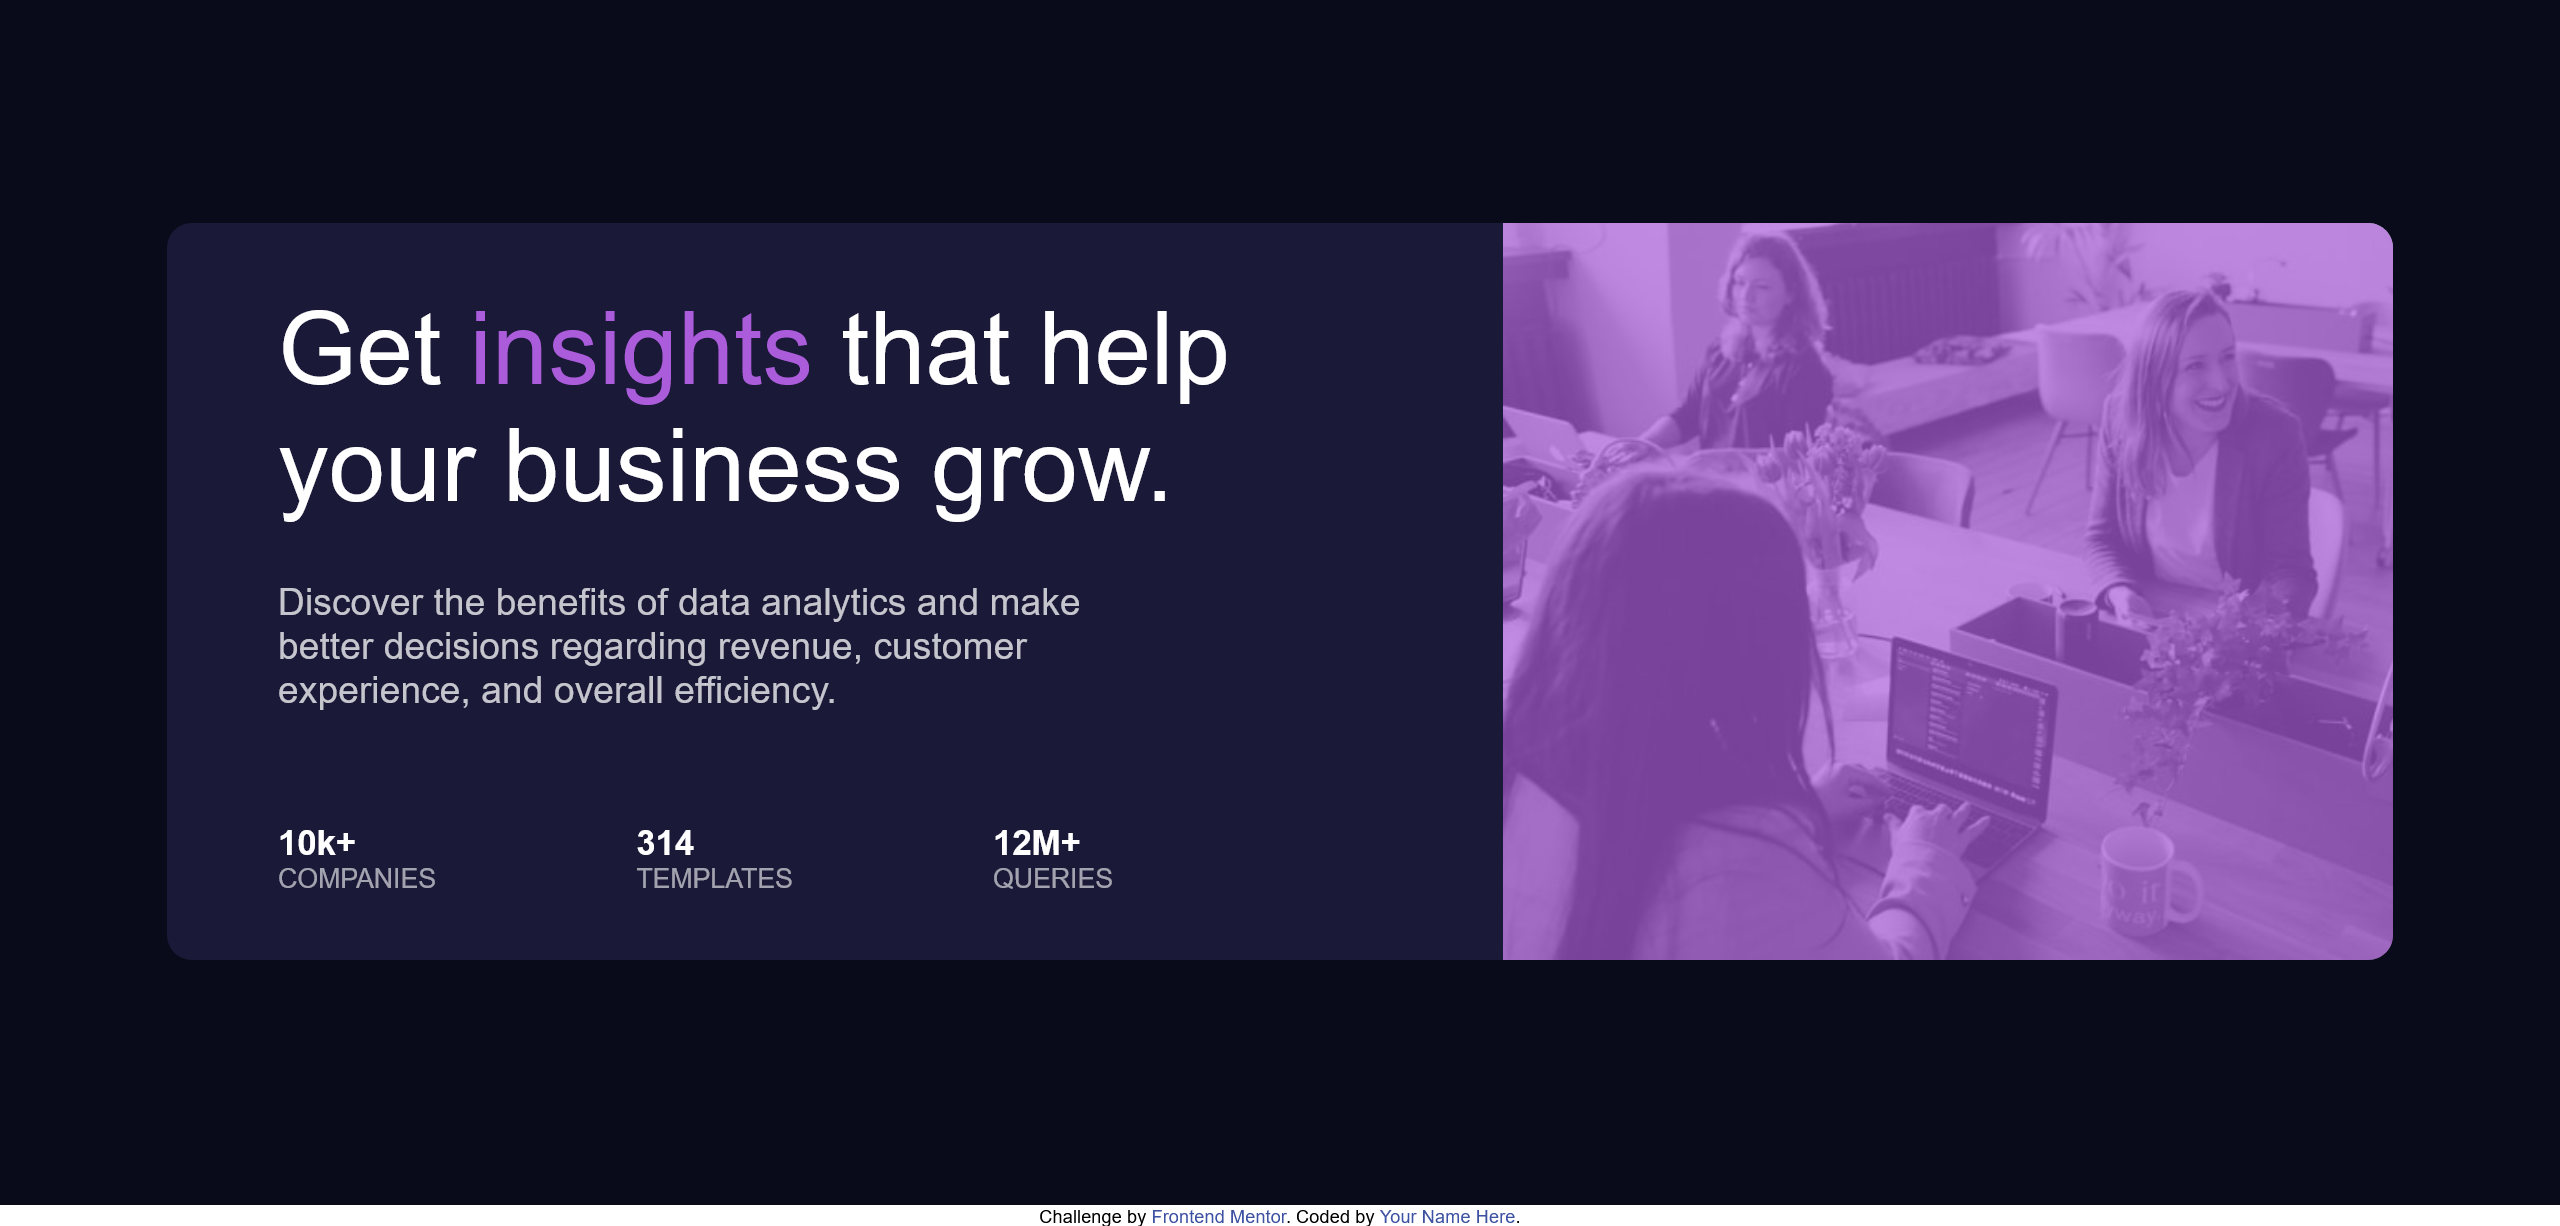 Get insights that help
your business grow.
Discover the benefits of data analytics and make
better decisions regarding revenue, customer
experience, and overall efficiency.
10k+
COMPANIES
314
TEMPLATES
12M+
QUERIES
Challenge by Frontend Mentor. Coded by Your Name Here.